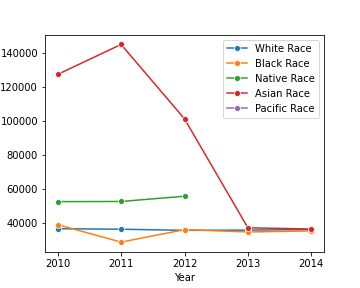 140000
120000
100000
80000
60000
40000
2010
2011
2012
2013
2014
Year
White Race
Black Race
Native Race
Asian Race
Pacific Race